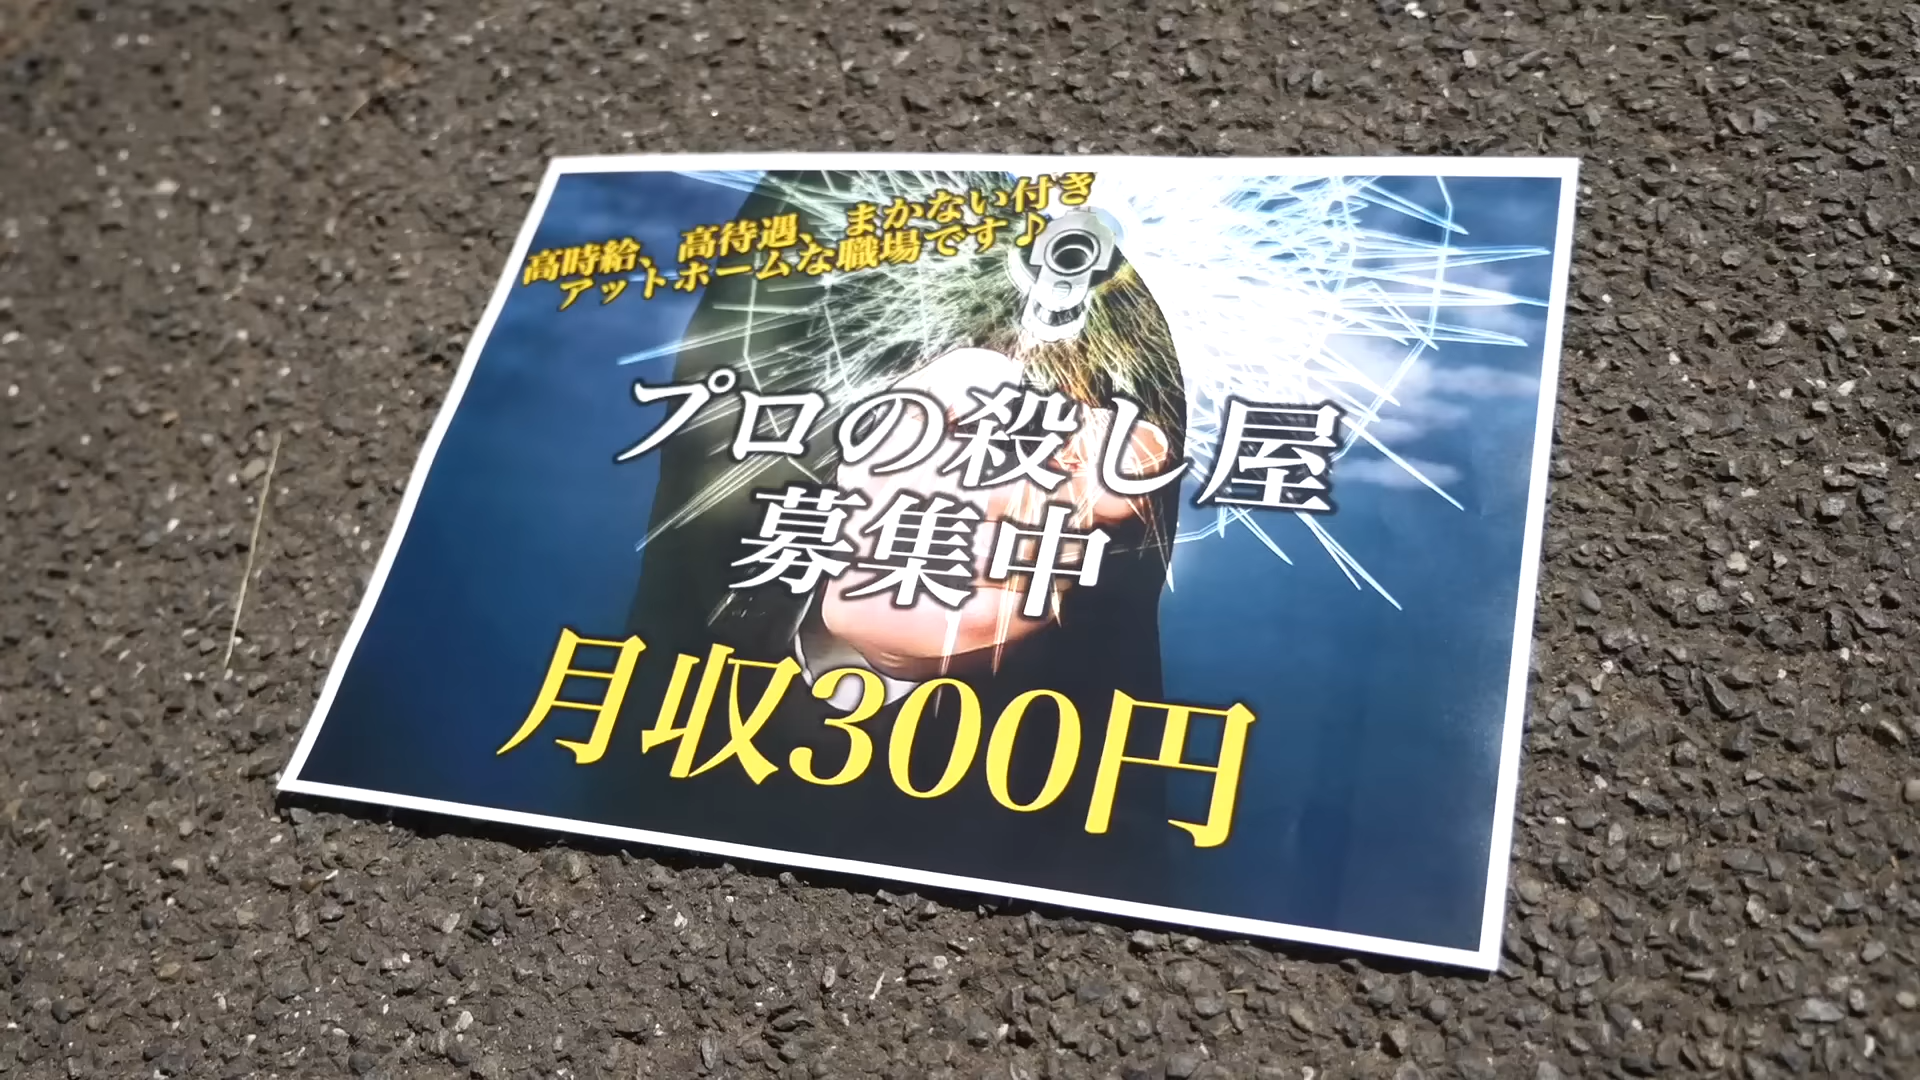 高時給、高待遇、まかない付き
アットホームな職場です♪
プロの殺し屋
募集中
月収300円